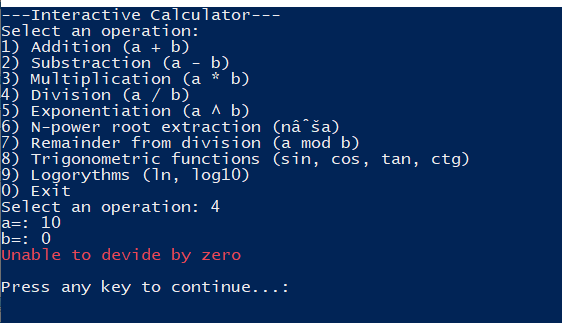 ---Interactive Calculator---
Select an operation:
1) Addition (a + b)
2) Substraction (a - b)
3) Multiplication (a * b)
4) Division (a / b)
5) Exponentiation (a ^ b)
6) N-power root extraction (nâˆša)
7) Remainder from division (a mod b)
8) Trigonometric functions (sin, cos, tan, ctg)
9) Logorythms (ln, log10)
0) Exit
Select an operation: 4
a=: 10
b=: 0
Unable to devide by zero
Press any key to continue...: